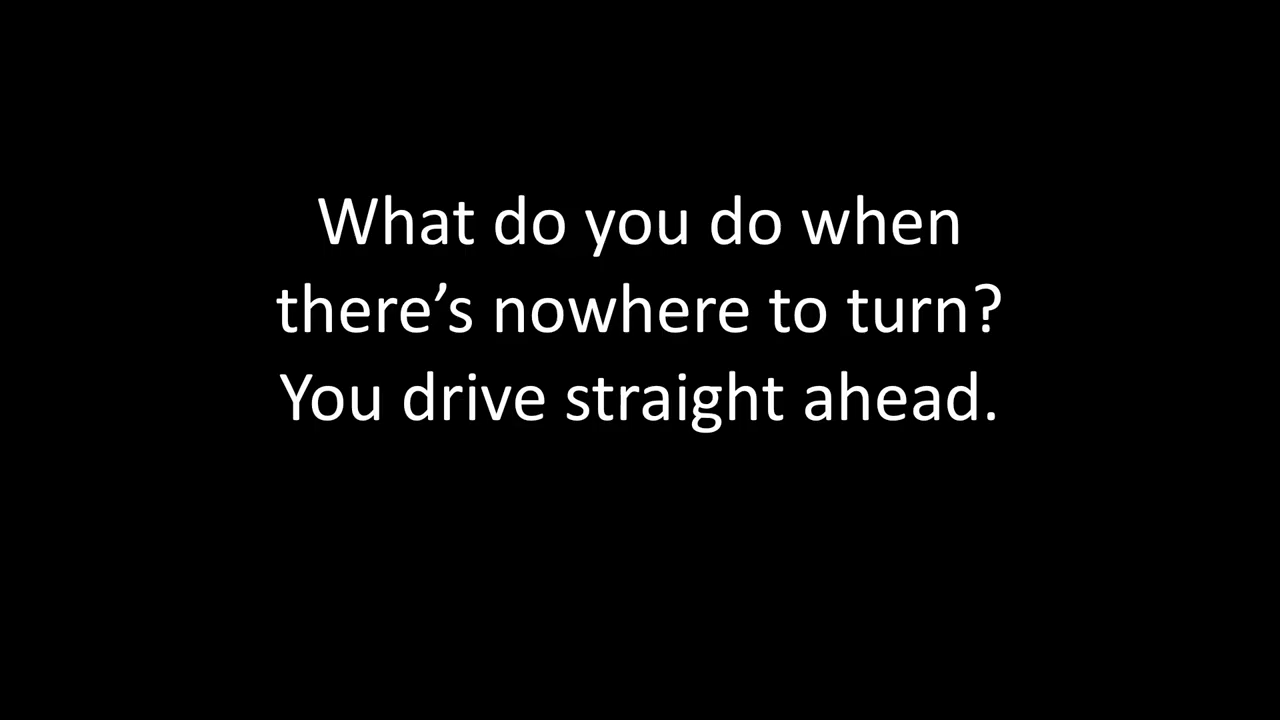 What do you do when
there’s nowhere to turn?
You drive straight ahead.